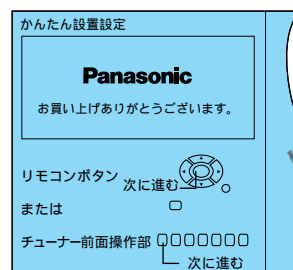 かんたん設置設定
Panasonic
お買い上げありがとうございます。
リモコンボタン 次に進む
または
チューナー前面操作部
次に進む